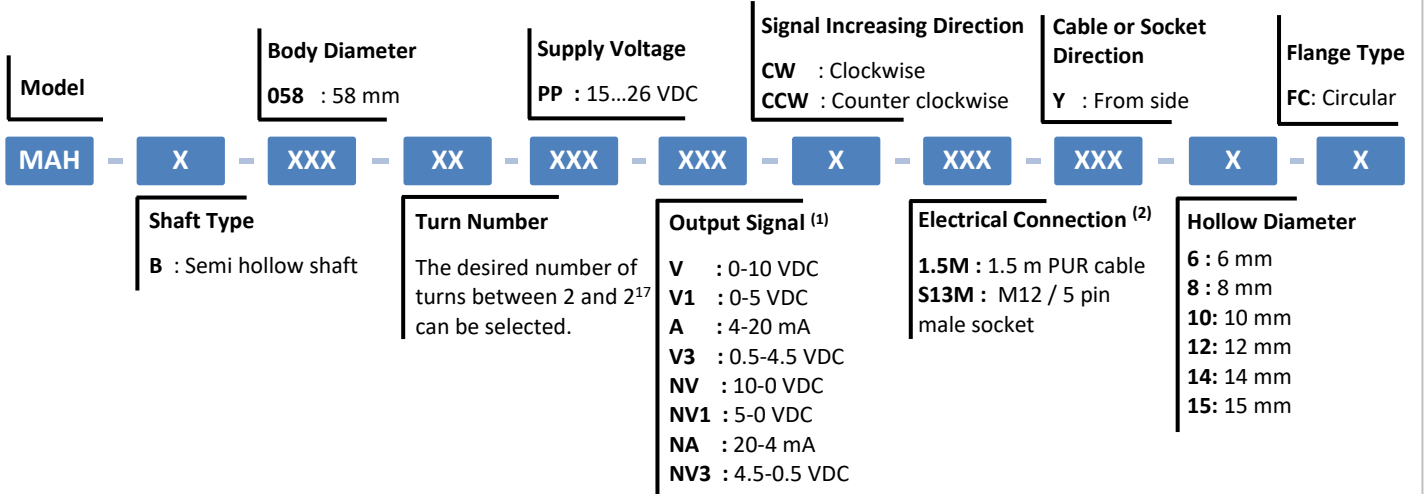 Model
Body Diameter
058 : 58 mm
Supply Voltage
PP : 15...26 VDC
Signal Increasing Direction
CW : Clockwise
CCW : Counter clockwise
Cable or Socket
Direction
Y : From side
Flange Type
FC: Circular
MAH – X – XXX – XX – XXX – XXX – X – XXX – XXX – X – X
Shaft Type
B : Semi hollow shaft
Turn Number
The desired number of
turns between 2 and 2¹⁷
can be selected.
Output Signal ⁽¹⁾
V : 0-10 VDC
V1 : 0-5 VDC
A : 4-20 mA
V3 : 0.5-4.5 VDC
NV : 10-0 VDC
NV1 : 5-0 VDC
NA : 20-4 mA
NV3 : 4.5-0.5 VDC
Electrical Connection ⁽²⁾
1.5M : 1.5 m PUR cable
S13M : M12 / 5 pin
male socket
Hollow Diameter
6 : 6 mm
8 : 8 mm
10: 10 mm
12: 12 mm
14: 14 mm
15: 15 mm